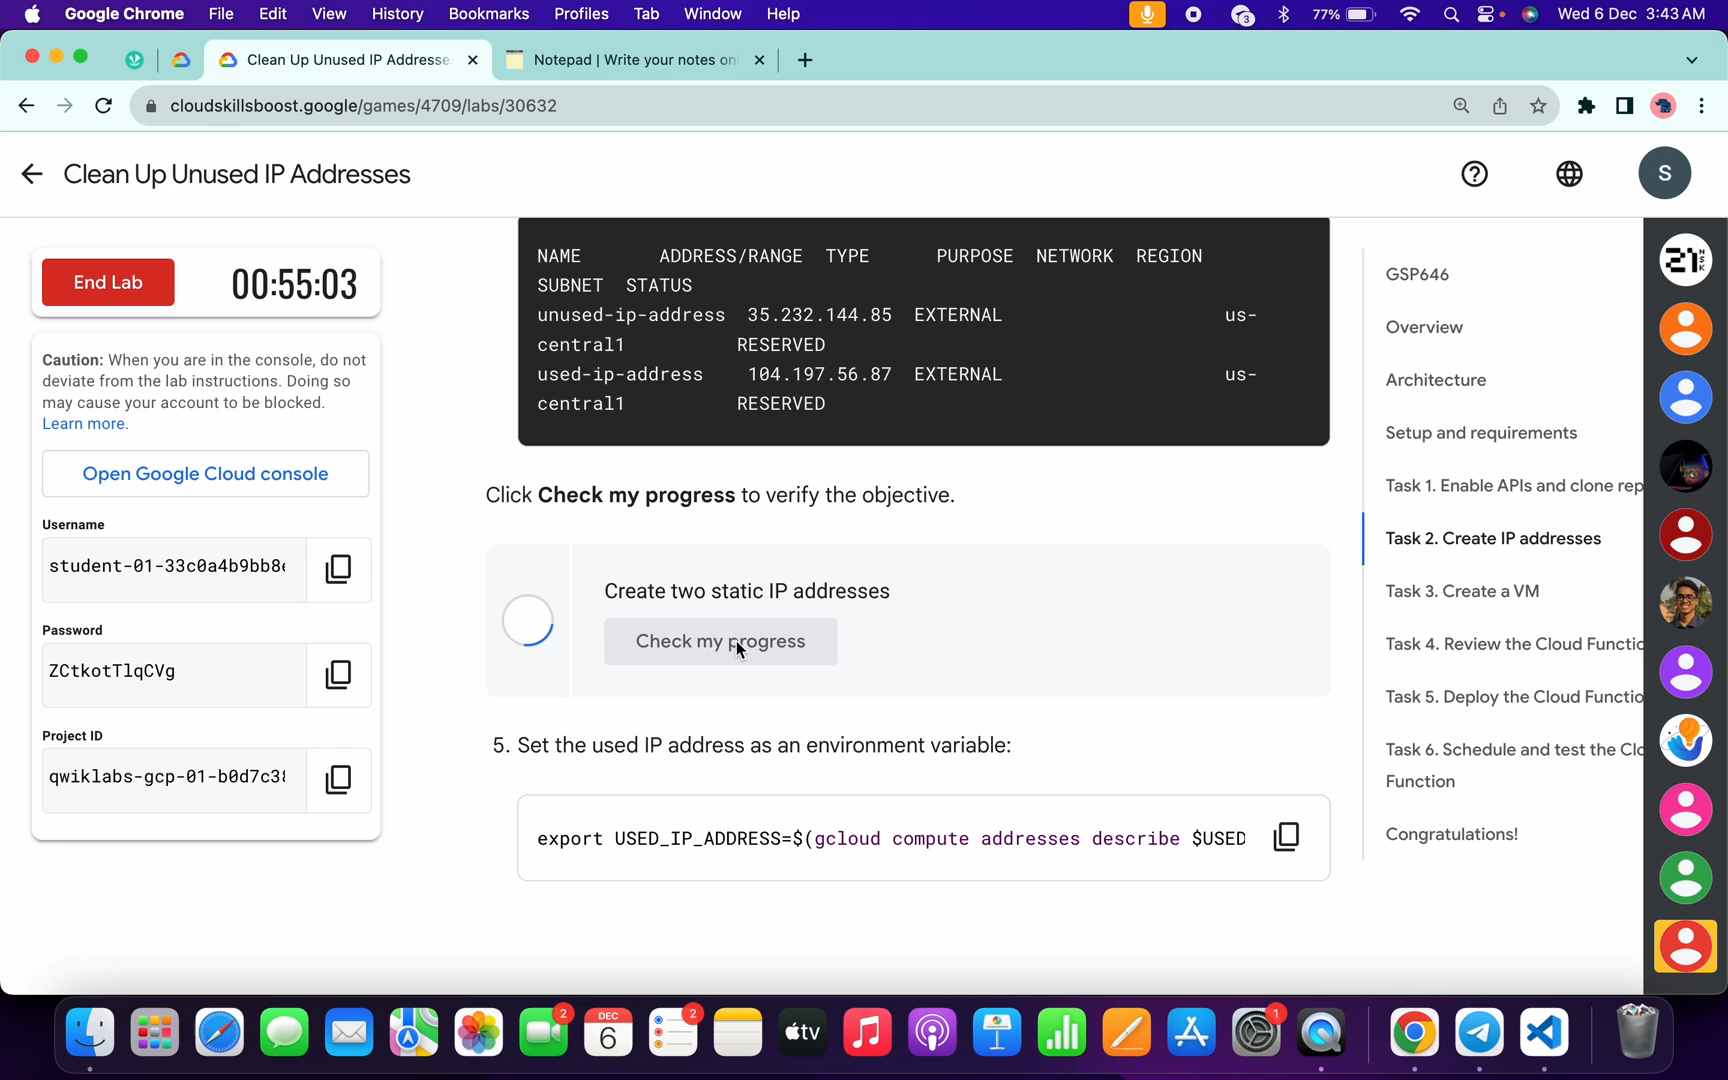 Google Chrome File Edit View History Bookmarks Profiles Tab Window Help 3 77% Wed 6 Dec 3:43 AM
Clean Up Unused IP Addresse Notepad | Write your notes on
cloudskillsboost.google/games/4709/labs/30632
Clean Up Unused IP Addresses
S
End Lab 00:55:03
Caution: When you are in the console, do not
deviate from the lab instructions. Doing so
may cause your account to be blocked.
Learn more.
Open Google Cloud console
Username
student-01-33c0a4b9bb8
Password
ZCtkotTlqCVg
Project ID
qwiklabs-gcp-01-b0d7c3
NAME ADDRESS/RANGE TYPE PURPOSE NETWORK REGION
SUBNET STATUS
unused-ip-address 35.232.144.85 EXTERNAL us-
central1 RESERVED
used-ip-address 104.197.56.87 EXTERNAL us-
central1 RESERVED
Click Check my progress to verify the objective.
Create two static IP addresses
Check my progress
5. Set the used IP address as an environment variable:
export USED_IP_ADDRESS=$(gcloud compute addresses describe $USED
GSP646
Overview
Architecture
Setup and requirements
Task 1. Enable APIs and clone rep
Task 2. Create IP addresses
Task 3. Create a VM
Task 4. Review the Cloud Functio
Task 5. Deploy the Cloud Functio
Task 6. Schedule and test the Clo
Function
Congratulations!
21
2 DEC 6 2 tv 1